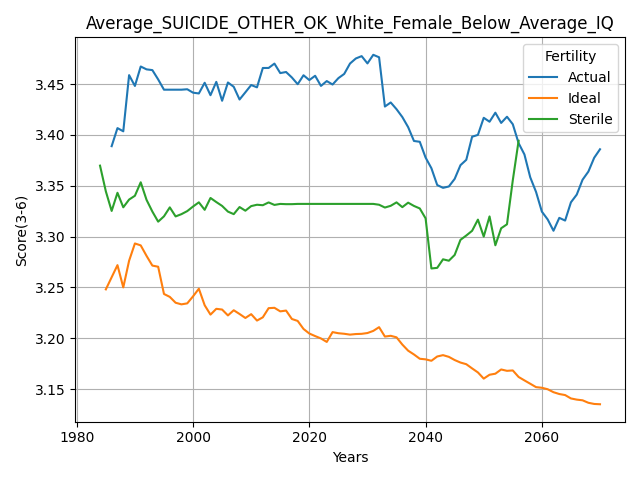 Average_SUICIDE_OTHER_OK_White_Female_Below_Average_IQ
Fertility
Actual
Ideal
Sterile
Score(3-6)
3.45
3.40
3.35
3.30
3.25
3.20
3.15
1980
2000
2020
2040
2060
Years